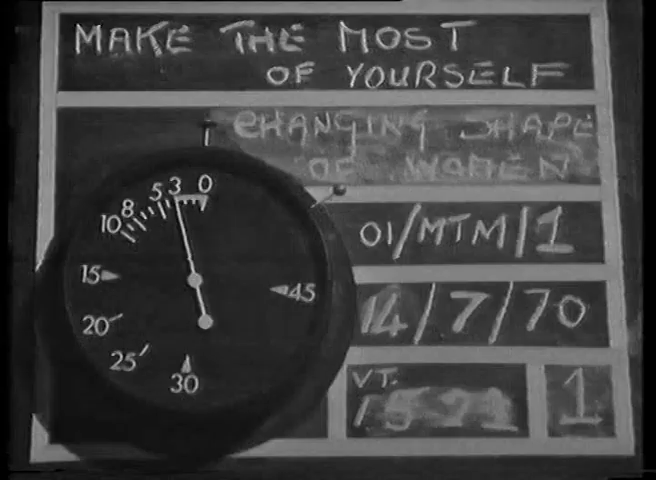 MAKE THE MOST
OF YOURSELF
CHANGING SHAPE
OF WOMEN
01/MTM/1
14/7/70
VT.
1521
1
0
3
5
8
10
15
20
25
30
45